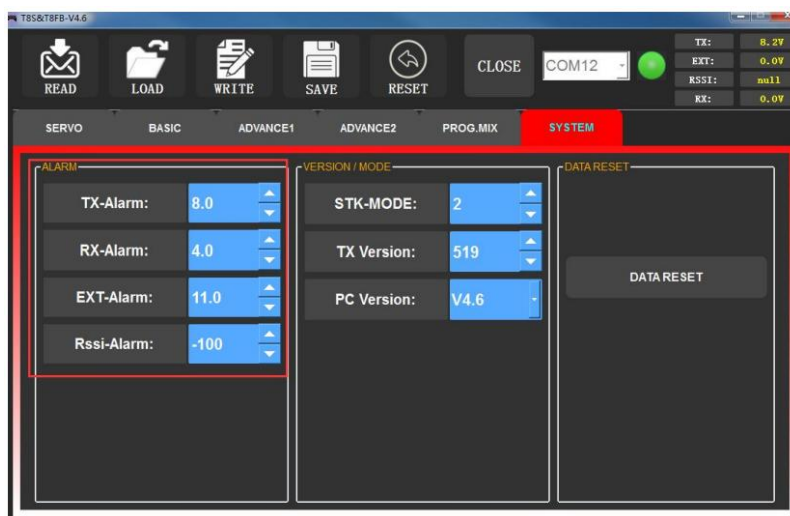 T8S&T8FB-V4.6
READ LOAD WRITE SAVE RESET CLOSE COM12
TX: 8.2V
EXT: 0.0V
RSSI: null
RX: 0.0V
SERVO BASIC ADVANCE1 ADVANCE2 PROG.MIX SYSTEM
ALARM
TX-Alarm: 8.0
RX-Alarm: 4.0
EXT-Alarm: 11.0
Rssi-Alarm: -100
VERSION / MODE
STK-MODE: 2
TX Version: 519
PC Version: V4.6
DATA RESET
DATA RESET